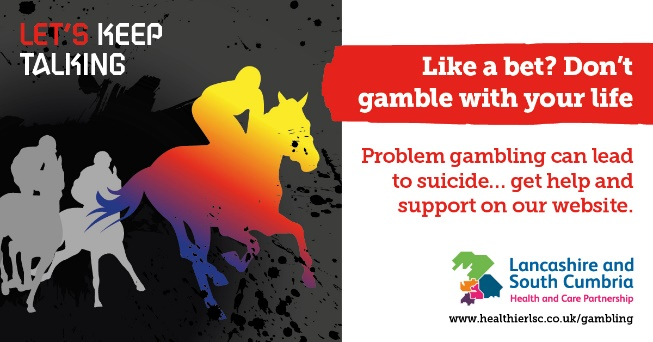 LET'S KEEP
TALKING
Like a bet? Don't
gamble with your life
Problem gambling can lead
to suicide... get help and
support on our website.
Lancashire and
South Cumbria
Health and Care Partnership
www.healthierlsc.co.uk/gambling